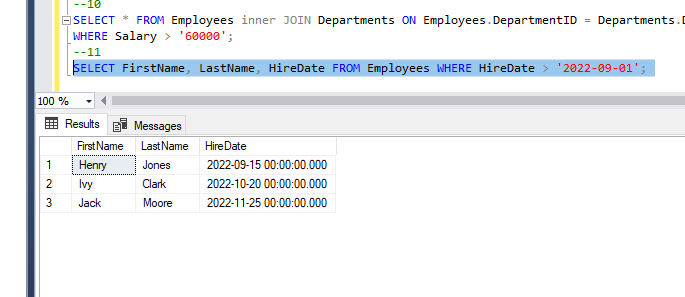 --10
SELECT * FROM Employees inner JOIN Departments ON Employees.DepartmentID = Departments.D
WHERE Salary > '60000';
--11
SELECT FirstName, LastName, HireDate FROM Employees WHERE HireDate > '2022-09-01';
100 %
Results Messages
FirstName LastName HireDate
1 Henry Jones 2022-09-15 00:00:00.000
2 Ivy Clark 2022-10-20 00:00:00.000
3 Jack Moore 2022-11-25 00:00:00.000